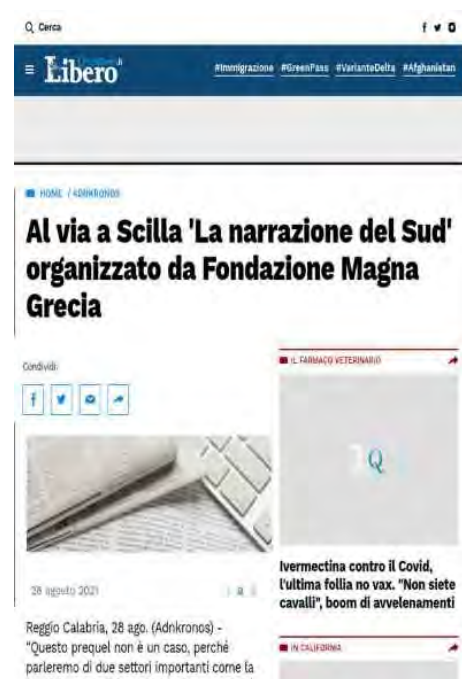 Cerca
Libero
#Immigrazione #GreenPass #VarianteDelta #Afghanistan
HOME / ADNKRONOS
Al via a Scilla 'La narrazione del Sud'
organizzato da Fondazione Magna
Grecia
Condividi:
28 agosto 2021
Reggio Calabria, 28 ago. (Adnkronos) -
"Questo prequel non è un caso, perché
parleremo di due settori importanti come la
IL FARMACO VETERINARIO
Q
Ivermectina contro il Covid,
l'ultima follia no vax. "Non siete
cavalli", boom di avvelenamenti
IN CALIFORNIA